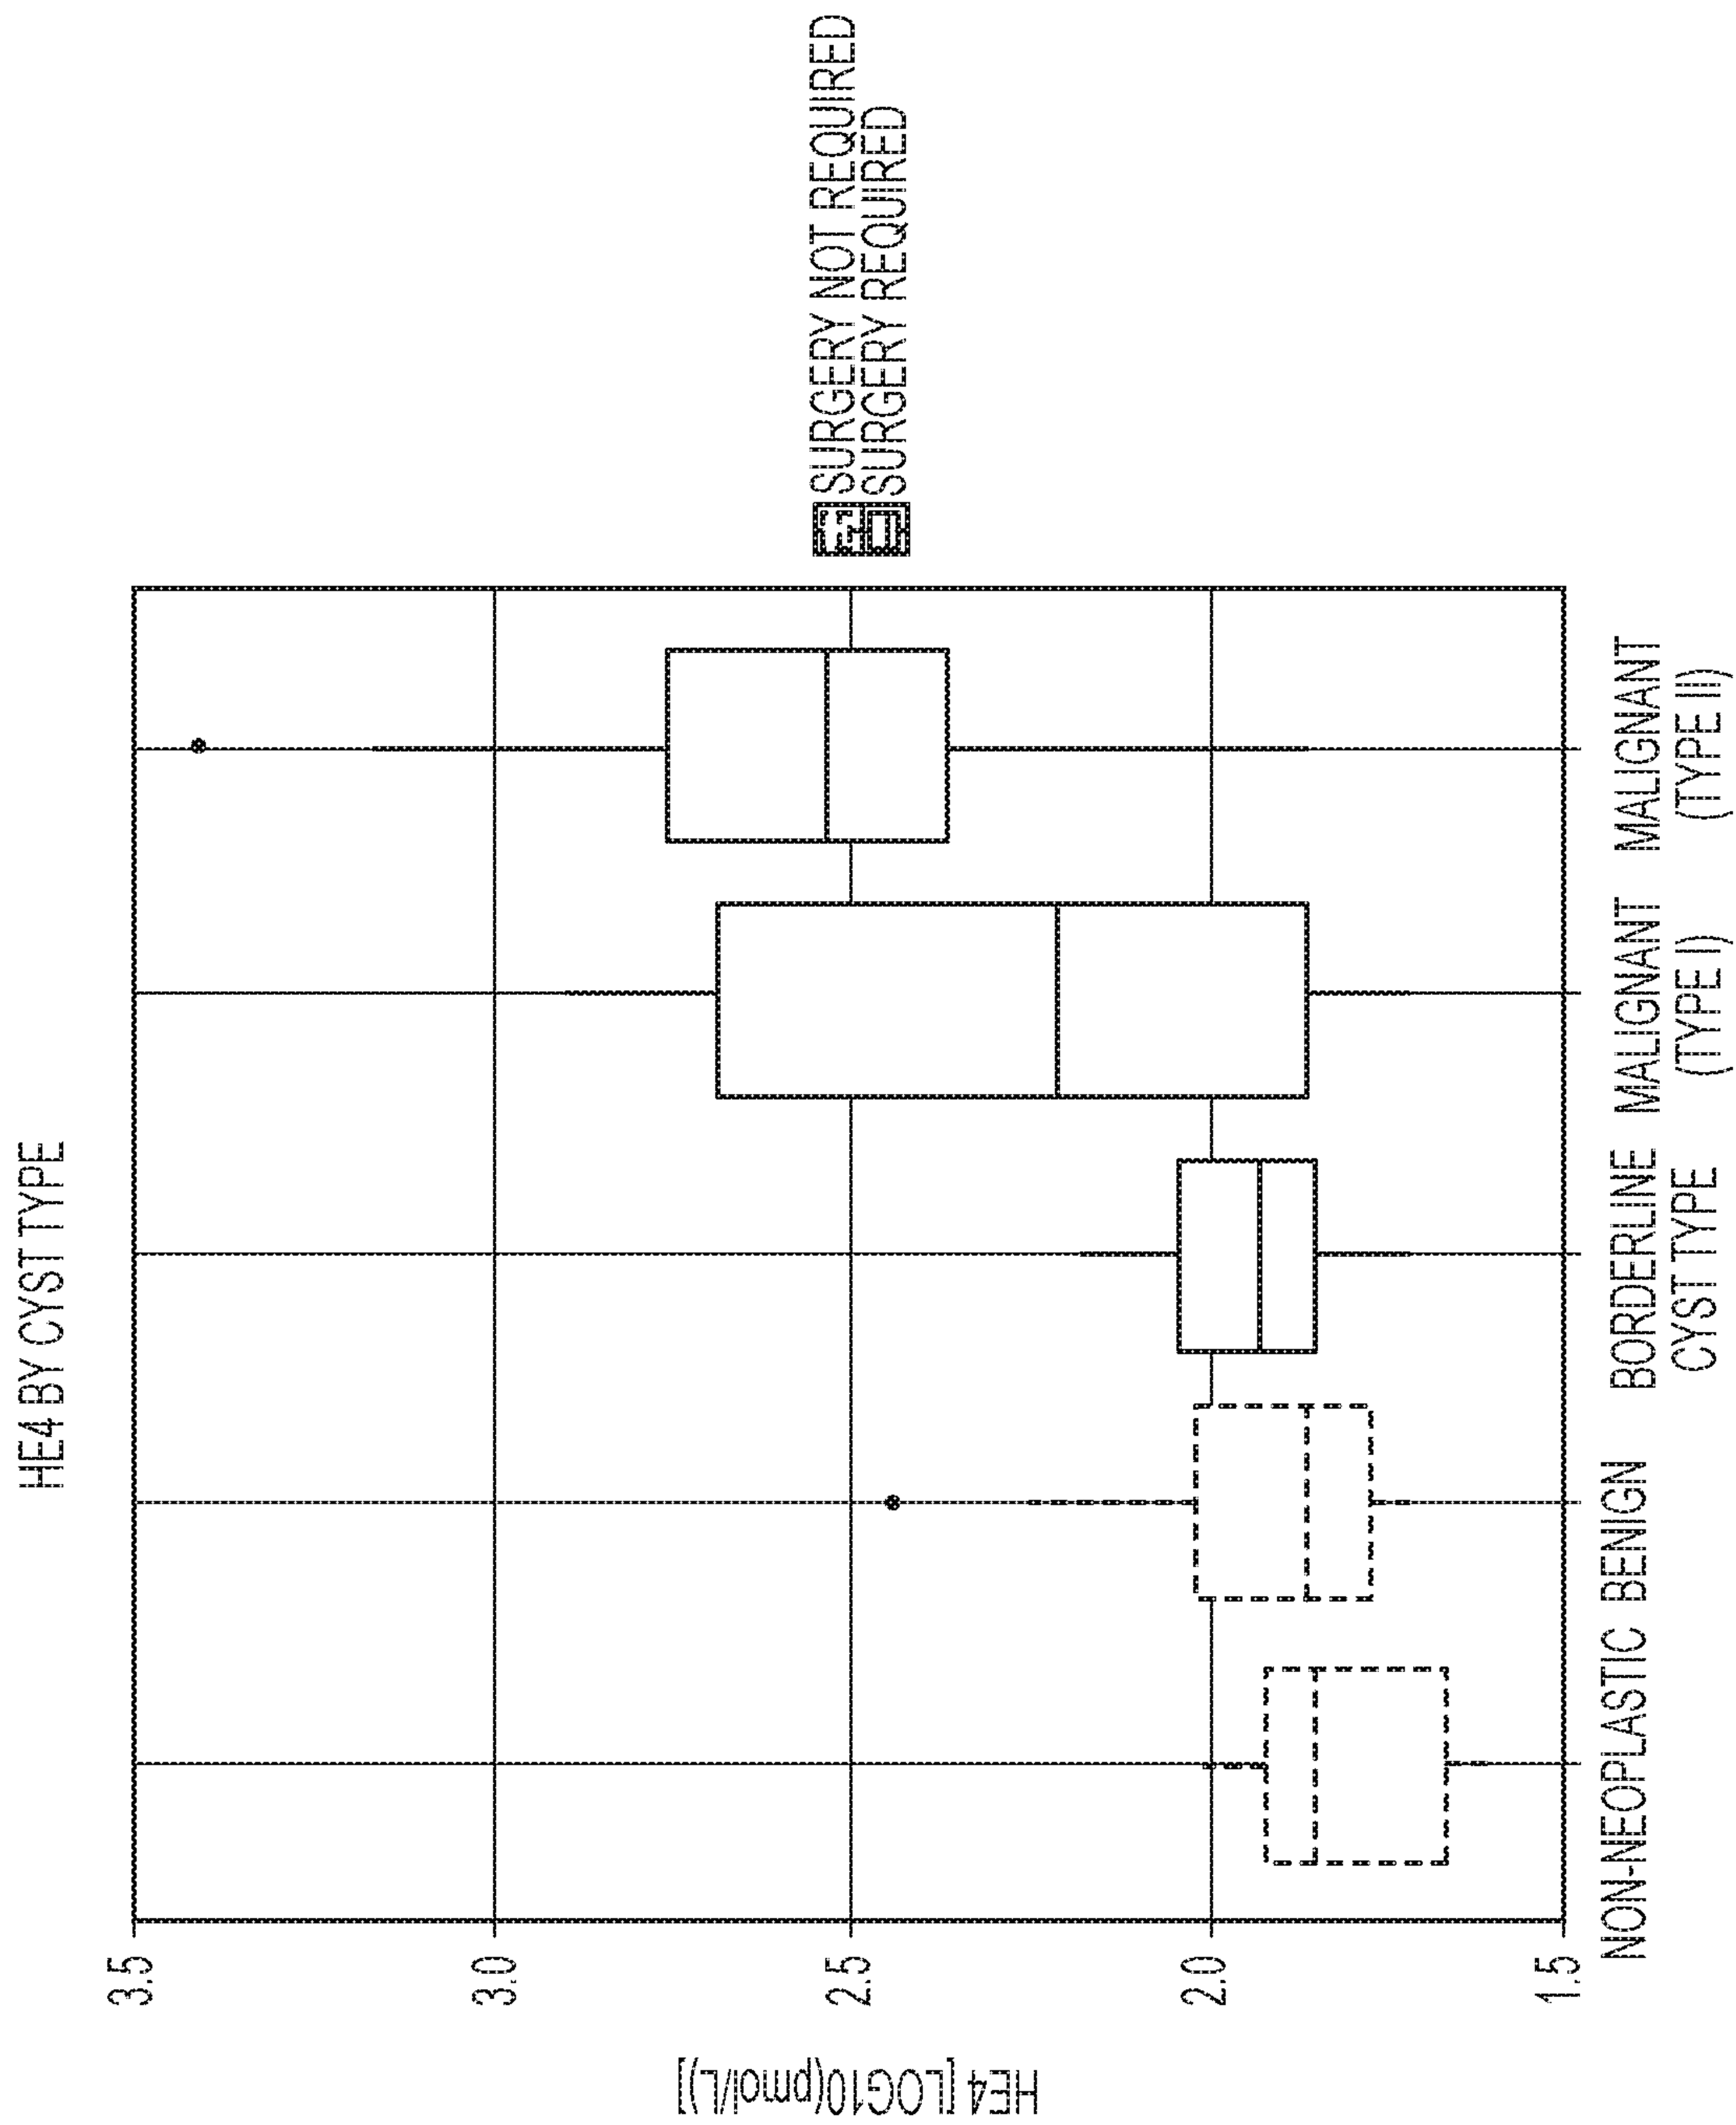 HE4 BY CYST TYPE
HE4 [LOG10(pmol/L)]
3.5
3.0
2.5
2.0
1.5
NON-NEOPLASTIC BENIGN BORDERLINE MALIGNANT MALIGNANT
(TYPE I) (TYPE II)
CYST TYPE
SURGERY NOT REQUIRED
SURGERY REQUIRED